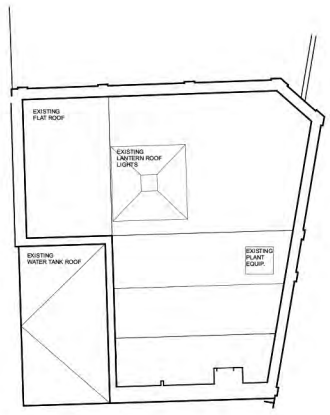 EXISTING
FLAT ROOF
EXISTING
LANTERN ROOF
LIGHTS
EXISTING
PLANT
EQUIP.
EXISTING
WATER TANK ROOF